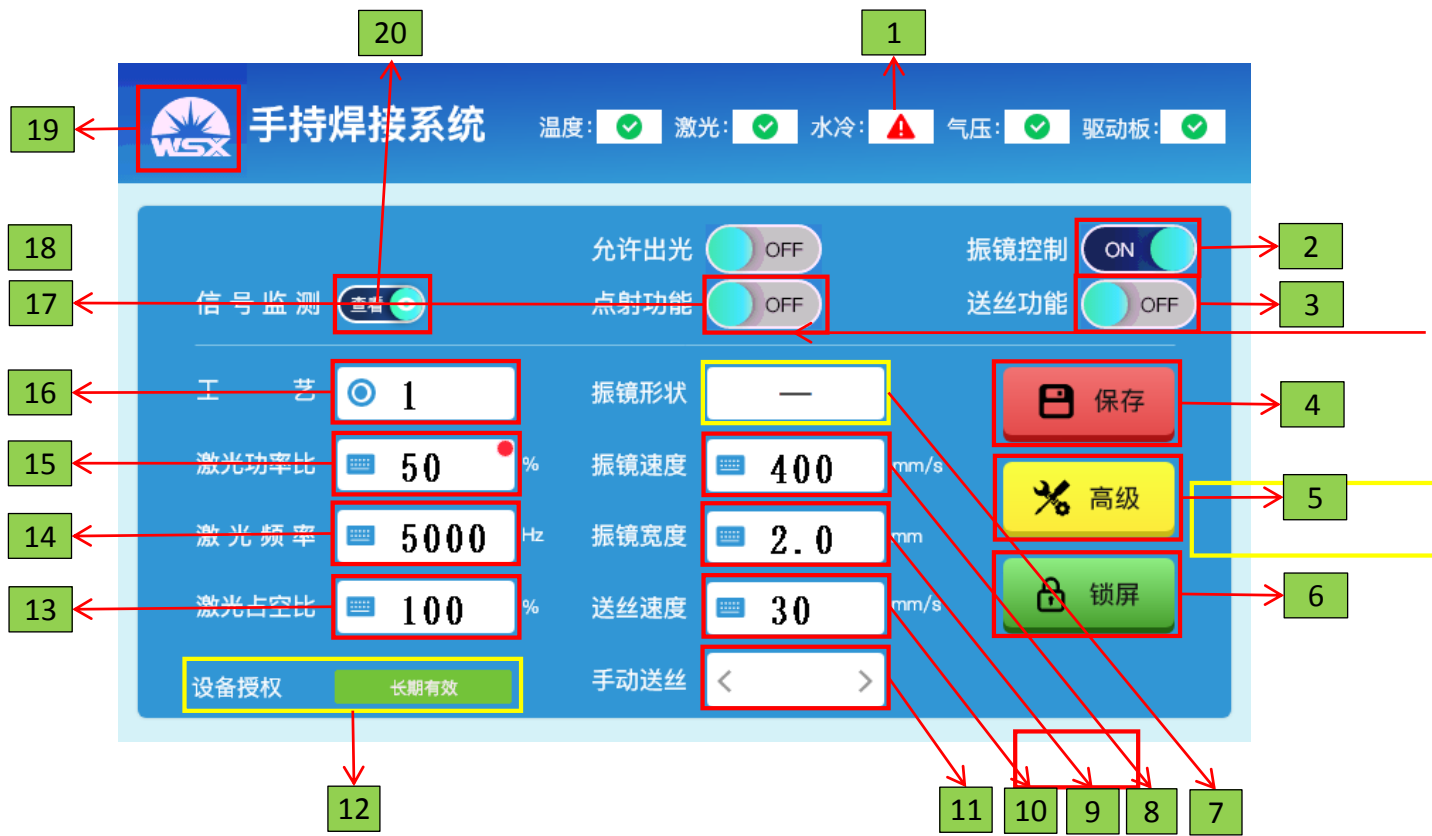 20
1
19
WSX
手持焊接系统
温度:
激光:
水冷:
气压:
驱动板:
18
允许出光 OFF
振镜控制 ON
2
17
信号监测 查看
点射功能 OFF
送丝功能 OFF
3
16
工 艺 1
振镜形状 —
保存
4
15
激光功率比 50 %
振镜速度 400 mm/s
高级
5
14
激光频率 5000 Hz
振镜宽度 2.0 mm
13
激光占空比 100 %
送丝速度 30 mm/s
锁屏
6
设备授权 长期有效
手动送丝 < >
12
11
10
9
8
7